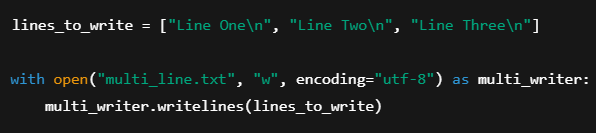 lines_to_write = ["Line One\n", "Line Two\n", "Line Three\n"]
with open("multi_line.txt", "w", encoding="utf-8") as multi_writer:
    multi_writer.writelines(lines_to_write)